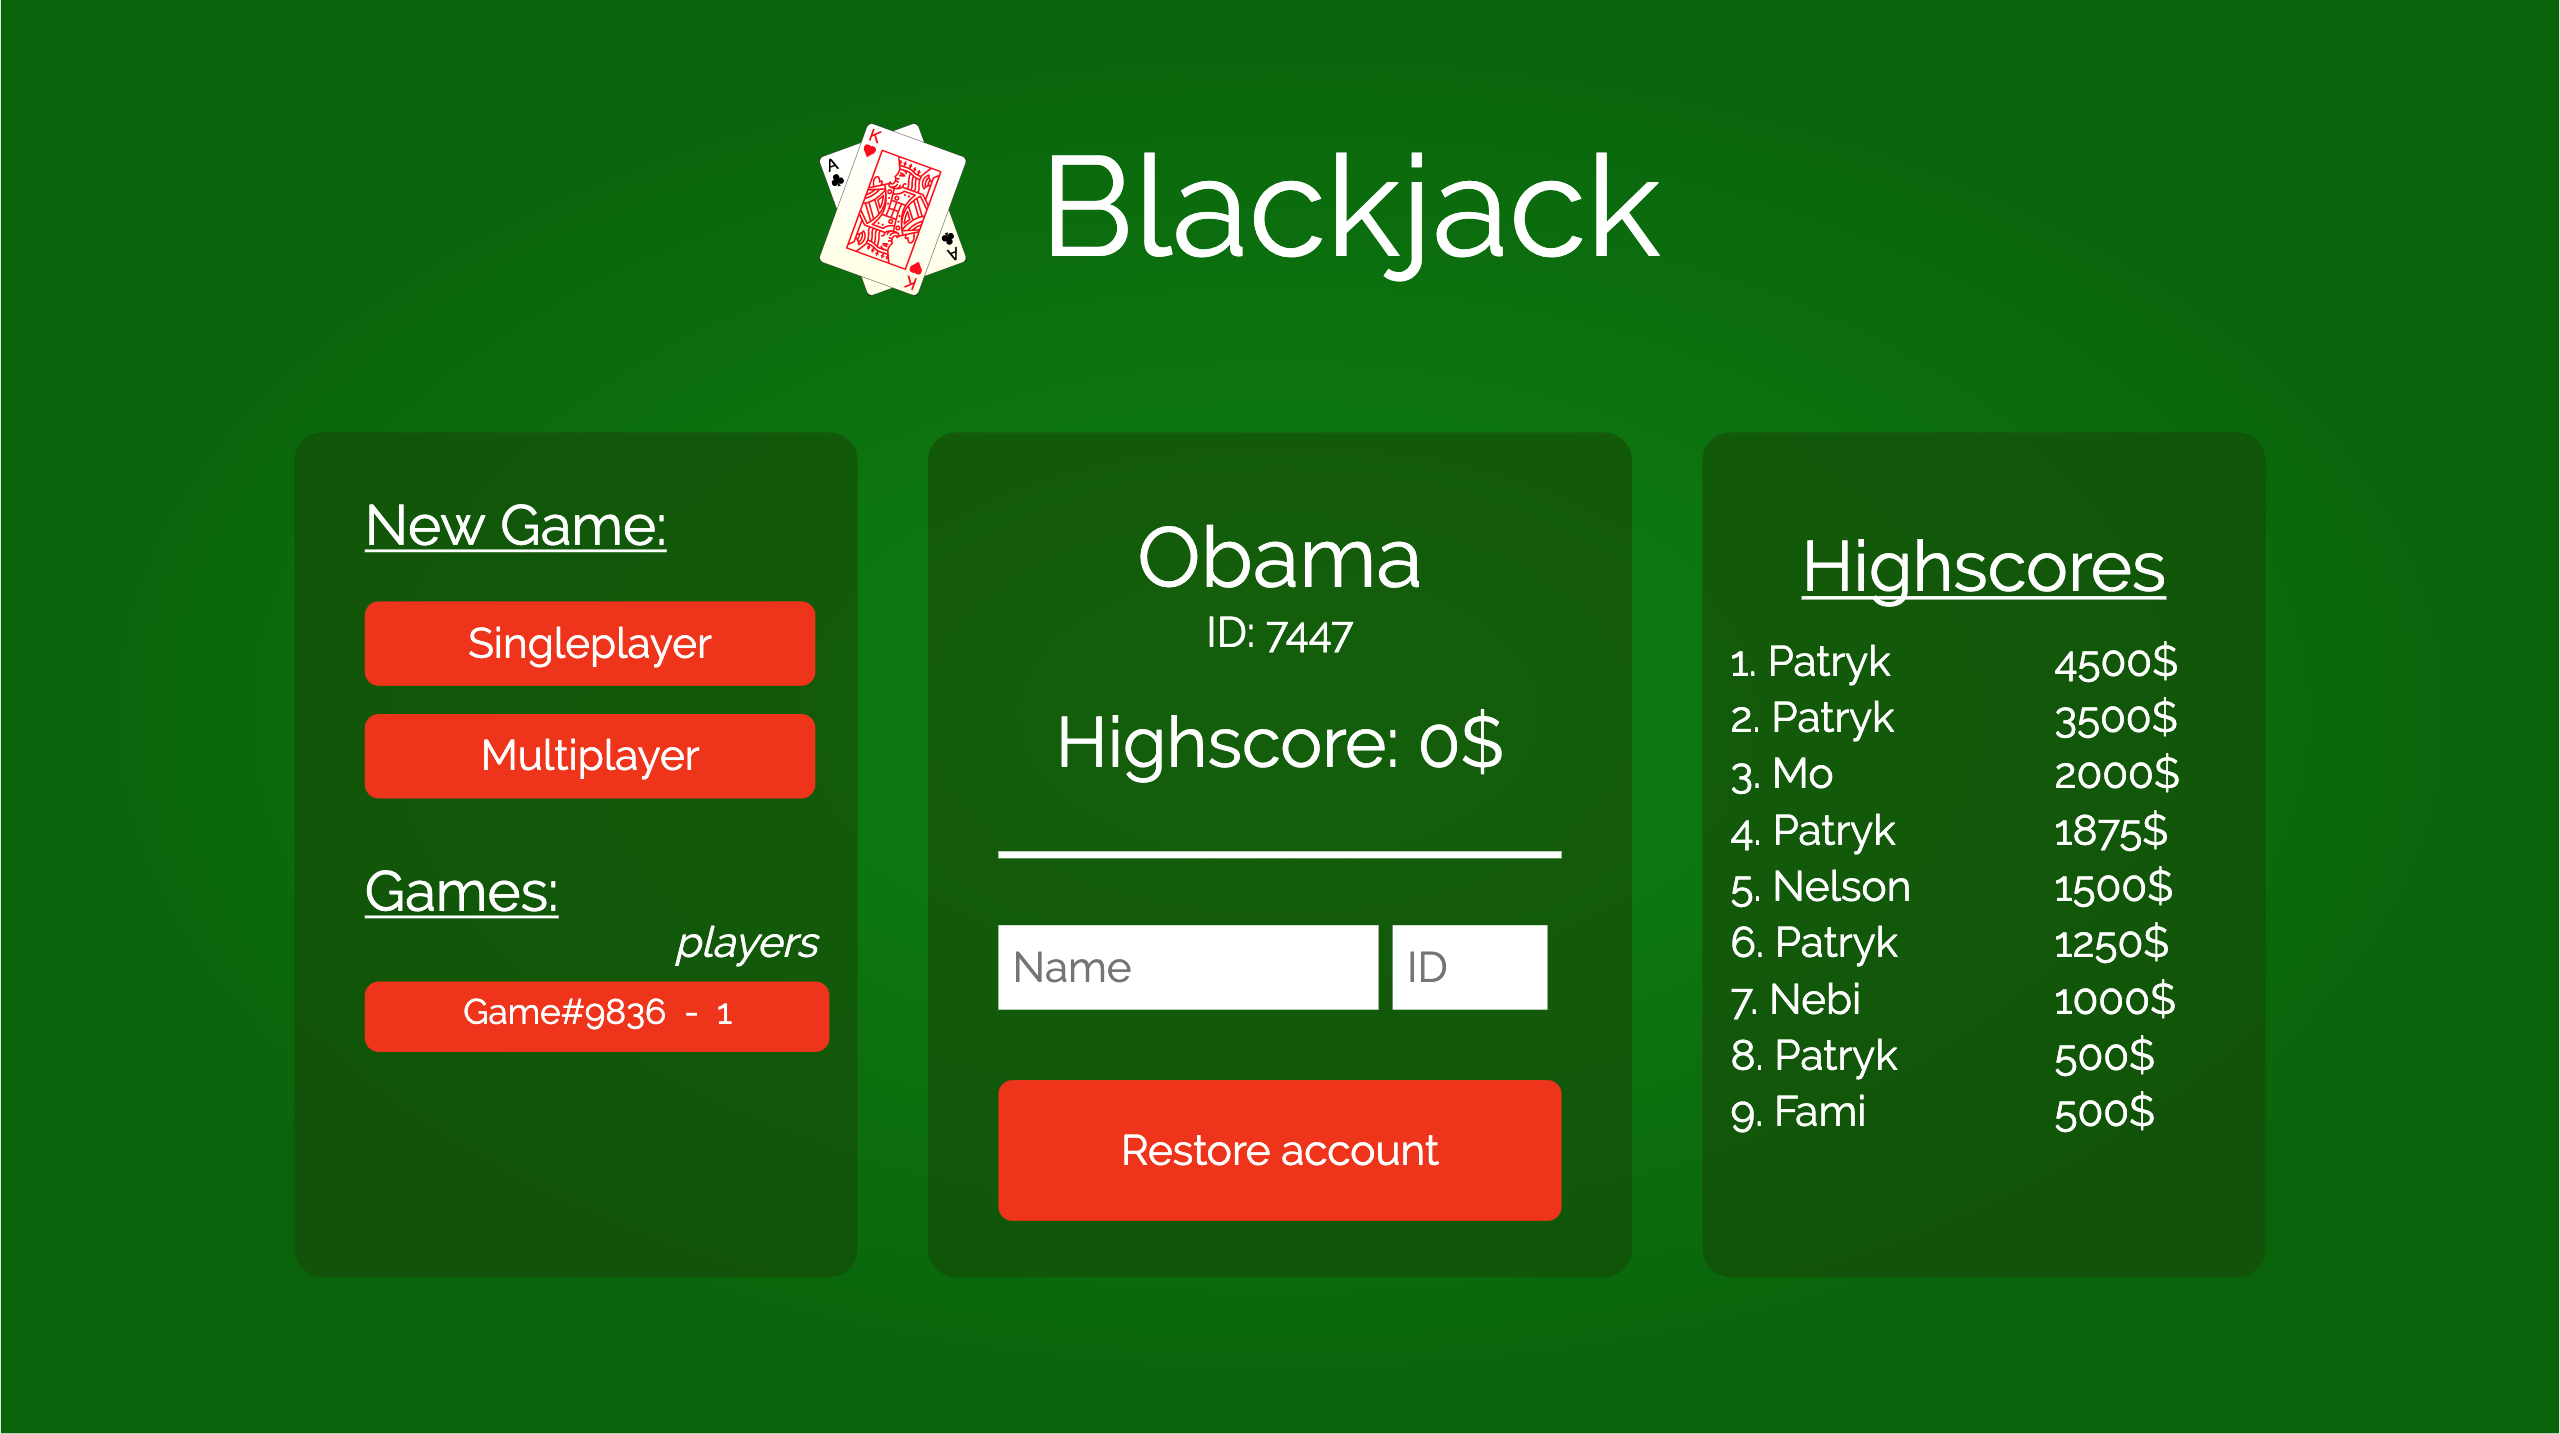 K
A
A
K
Blackjack
New Game:
Singleplayer
Multiplayer
Games:
players
Game#9836 - 1
Obama
ID: 7447
Highscore: 0$
Name
ID
Restore account
Highscores
1. Patryk 4500$
2. Patryk 3500$
3. Mo 2000$
4. Patryk 1875$
5. Nelson 1500$
6. Patryk 1250$
7. Nebi 1000$
8. Patryk 500$
9. Fami 500$